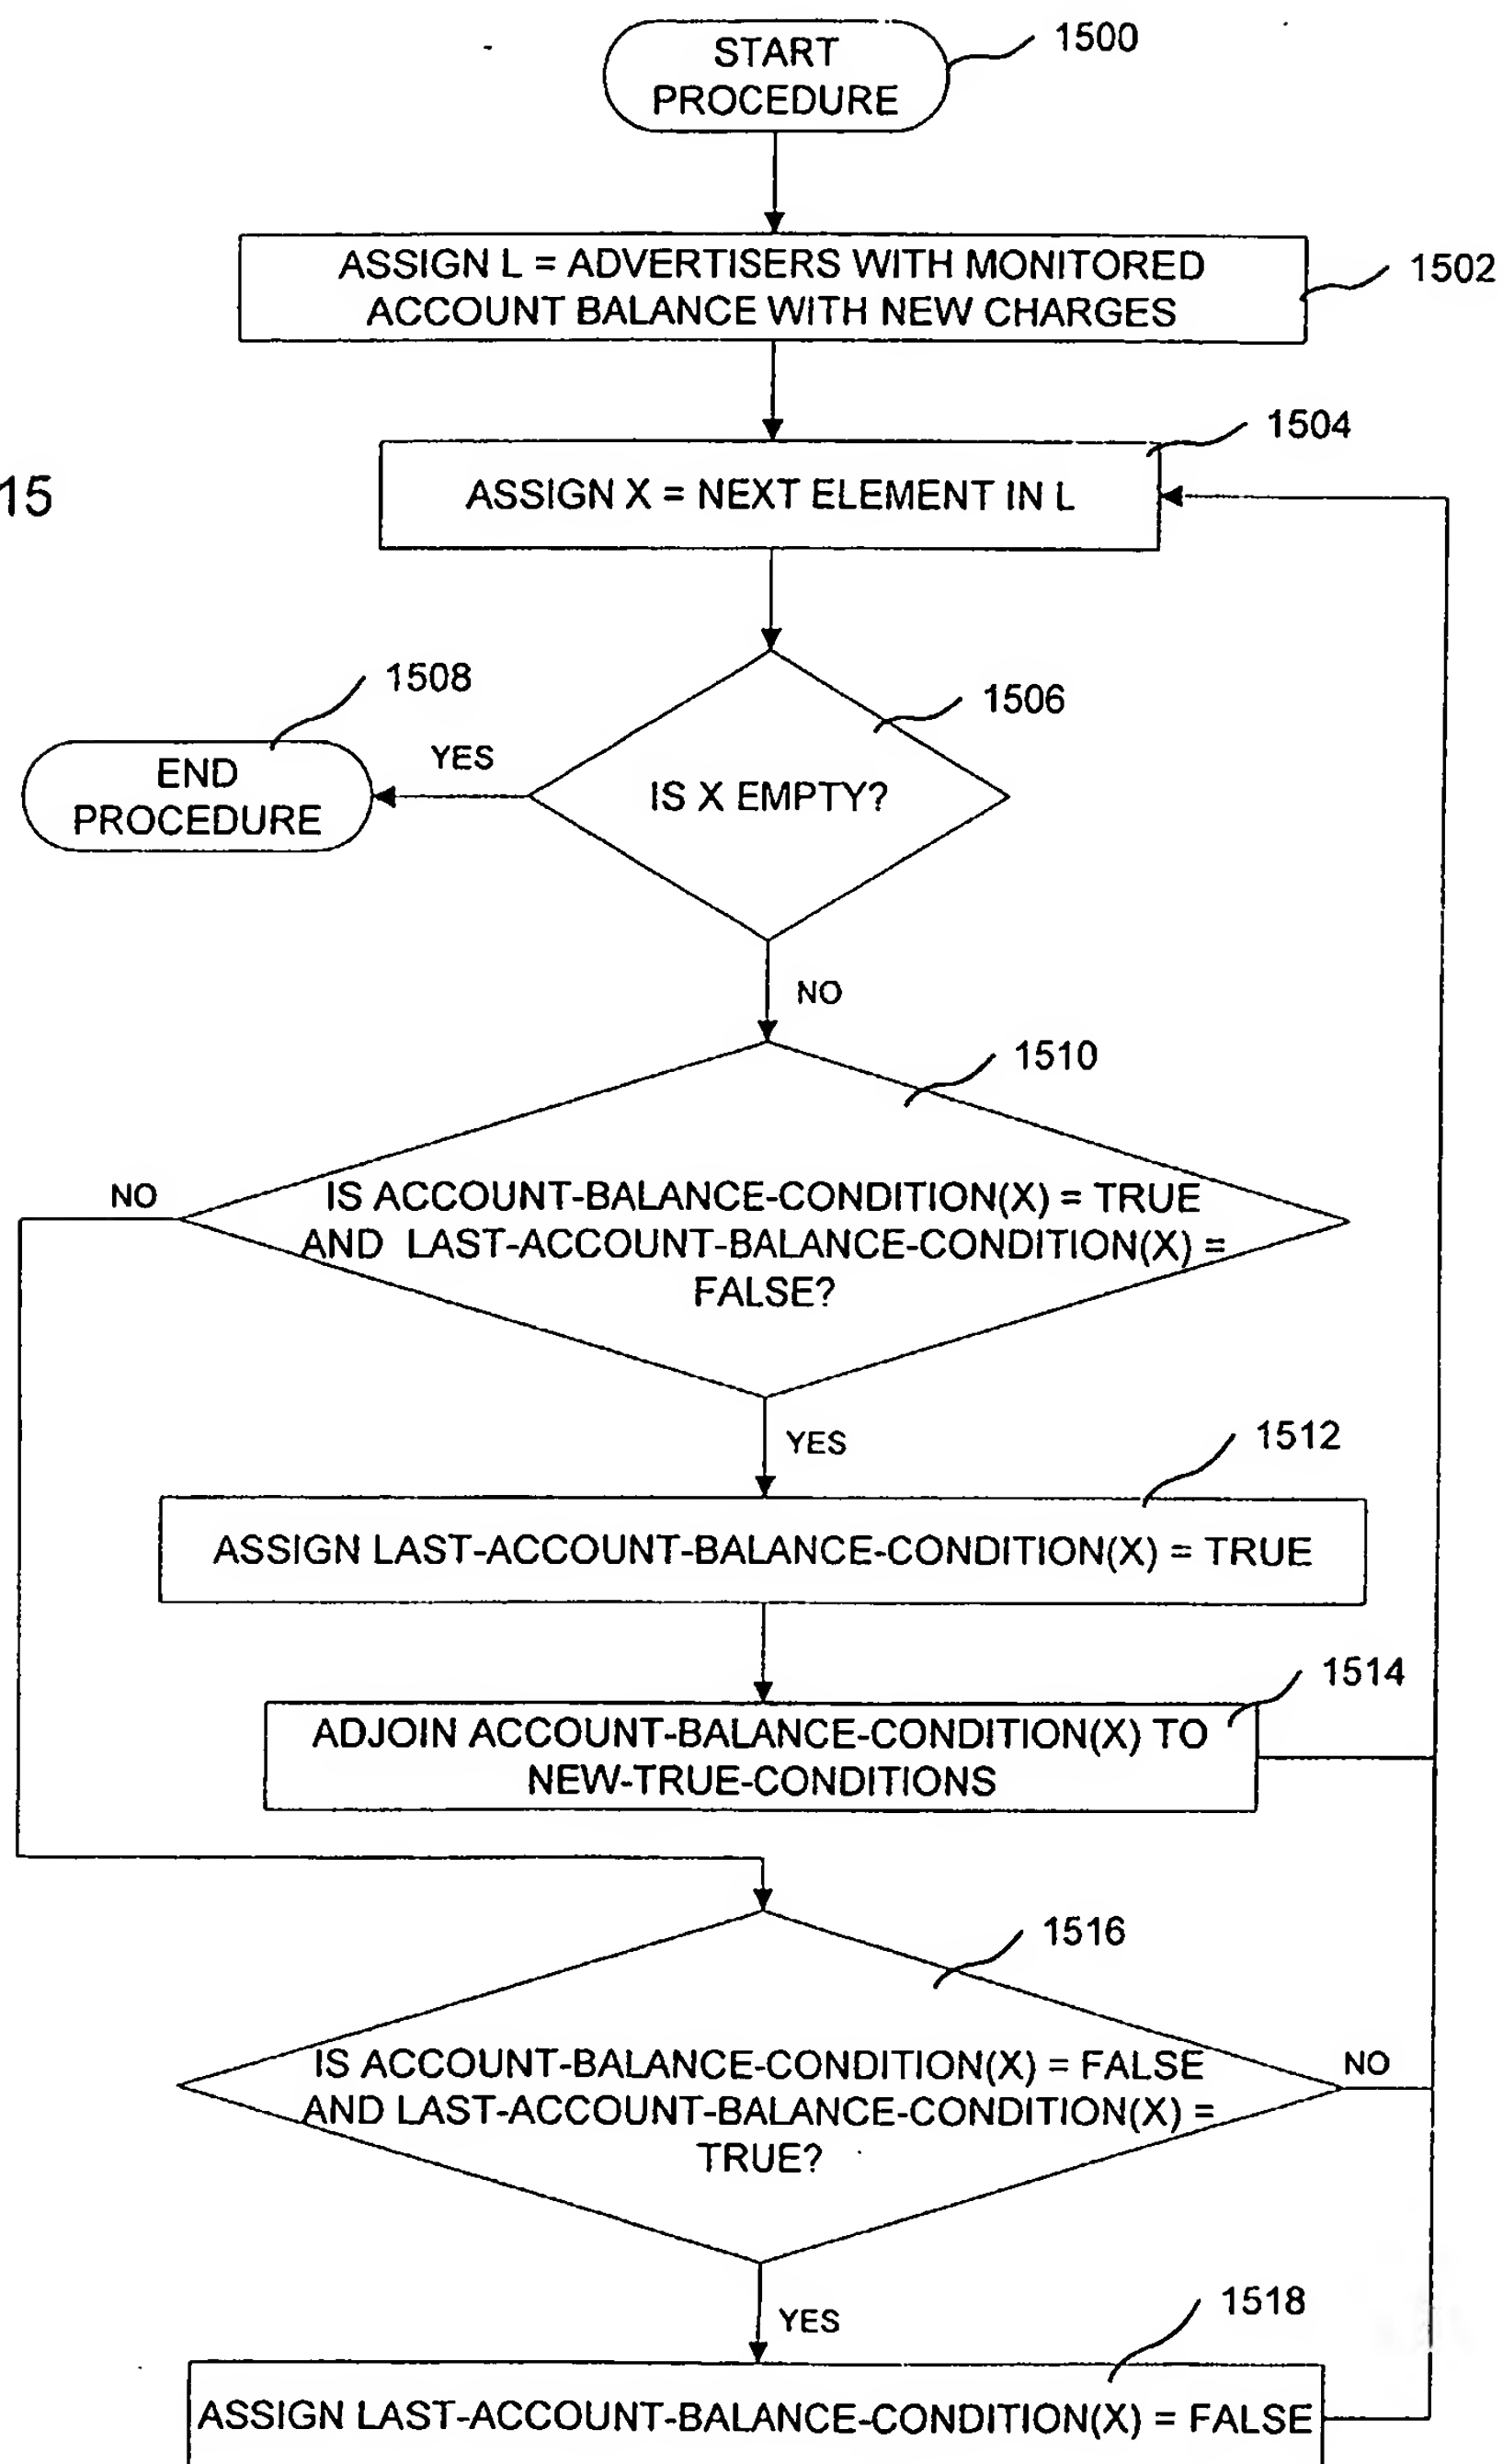 START
PROCEDURE
1500
ASSIGN L = ADVERTISERS WITH MONITORED
ACCOUNT BALANCE WITH NEW CHARGES
1502
1504
15
ASSIGN X = NEXT ELEMENT IN L
1508
1506
END
PROCEDURE
YES
IS X EMPTY?
NO
1510
NO
IS ACCOUNT-BALANCE-CONDITION(X) = TRUE
AND LAST-ACCOUNT-BALANCE-CONDITION(X) =
FALSE?
YES
1512
ASSIGN LAST-ACCOUNT-BALANCE-CONDITION(X) = TRUE
1514
ADJOIN ACCOUNT-BALANCE-CONDITION(X) TO
NEW-TRUE-CONDITIONS
1516
IS ACCOUNT-BALANCE-CONDITION(X) = FALSE
AND LAST-ACCOUNT-BALANCE-CONDITION(X) =
TRUE?
NO
YES
1518
ASSIGN LAST-ACCOUNT-BALANCE-CONDITION(X) = FALSE